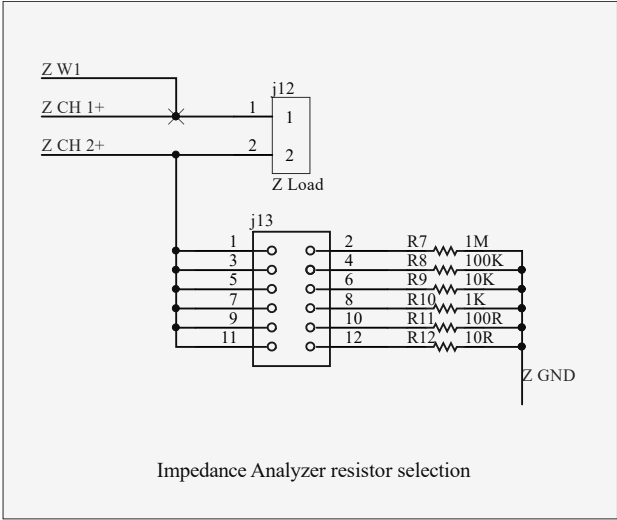 Z W1
j12
Z CH 1+ 1 1
Z CH 2+ 2 2
Z Load
j13
1 2 R7 1M
3 4 R8 100K
5 6 R9 10K
7 8 R10 1K
9 10 R11 100R
11 12 R12 10R
Z GND
Impedance Analyzer resistor selection